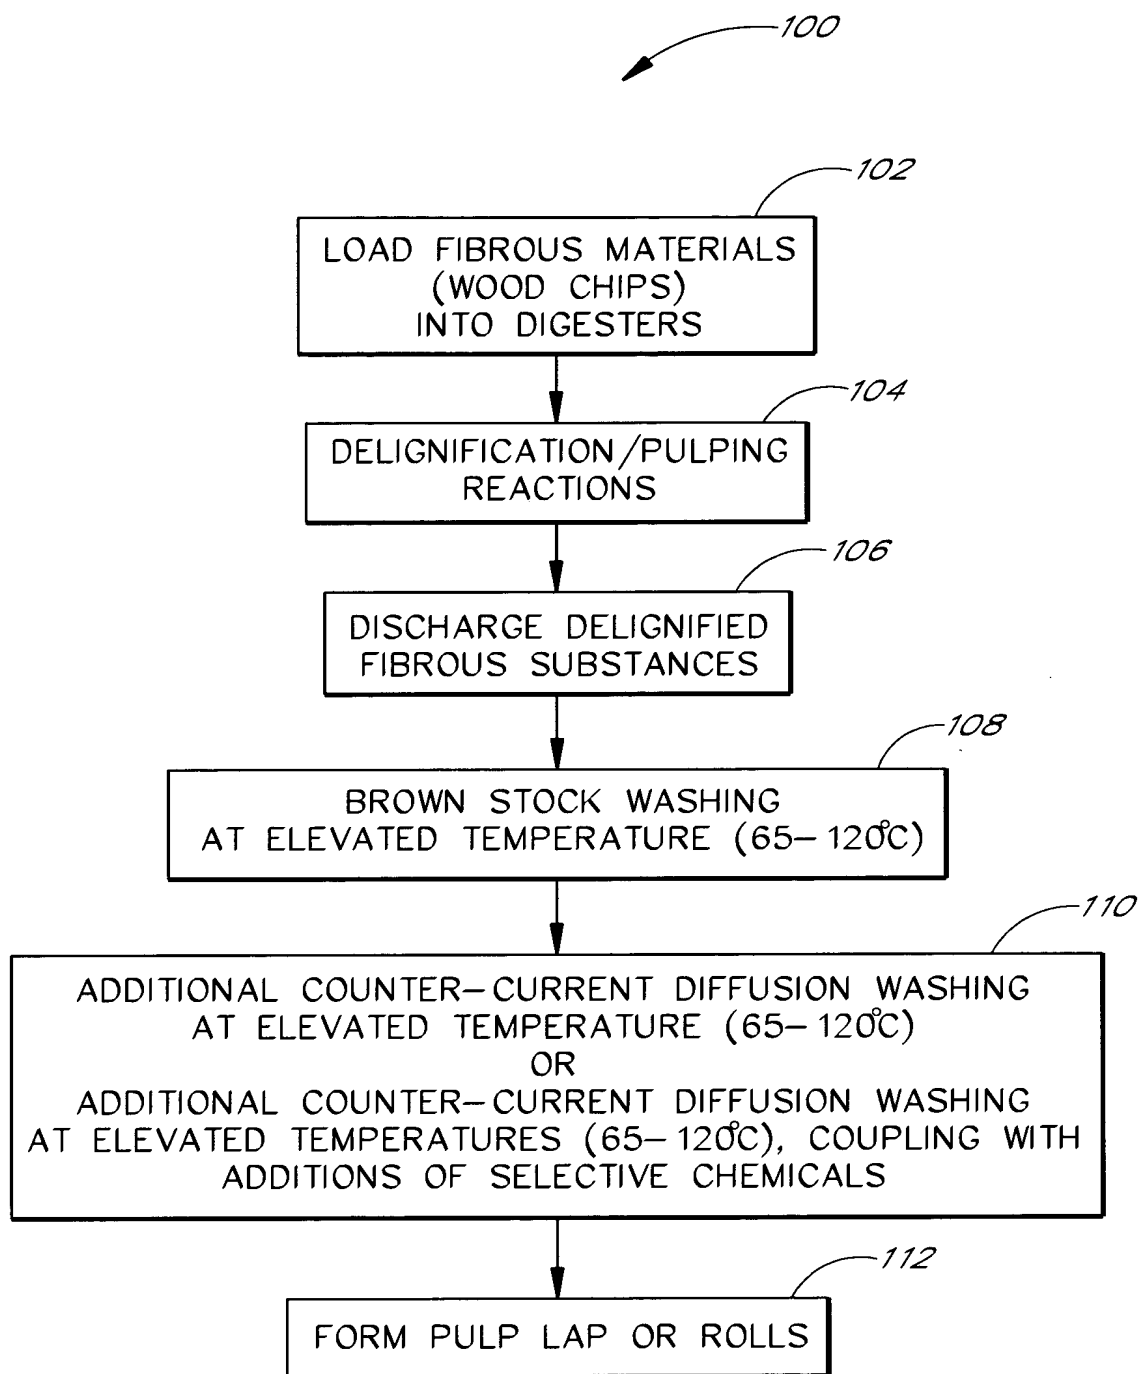 100
102
LOAD FIBROUS MATERIALS
(WOOD CHIPS)
INTO DIGESTERS
104
DELIGNIFICATION/PULPING
REACTIONS
106
DISCHARGE DELIGNIFIED
FIBROUS SUBSTANCES
108
BROWN STOCK WASHING
AT ELEVATED TEMPERATURE (65–120°C)
110
ADDITIONAL COUNTER–CURRENT DIFFUSION WASHING
AT ELEVATED TEMPERATURE (65–120°C)
OR
ADDITIONAL COUNTER–CURRENT DIFFUSION WASHING
AT ELEVATED TEMPERATURES (65–120°C), COUPLING WITH
ADDITIONS OF SELECTIVE CHEMICALS
112
FORM PULP LAP OR ROLLS